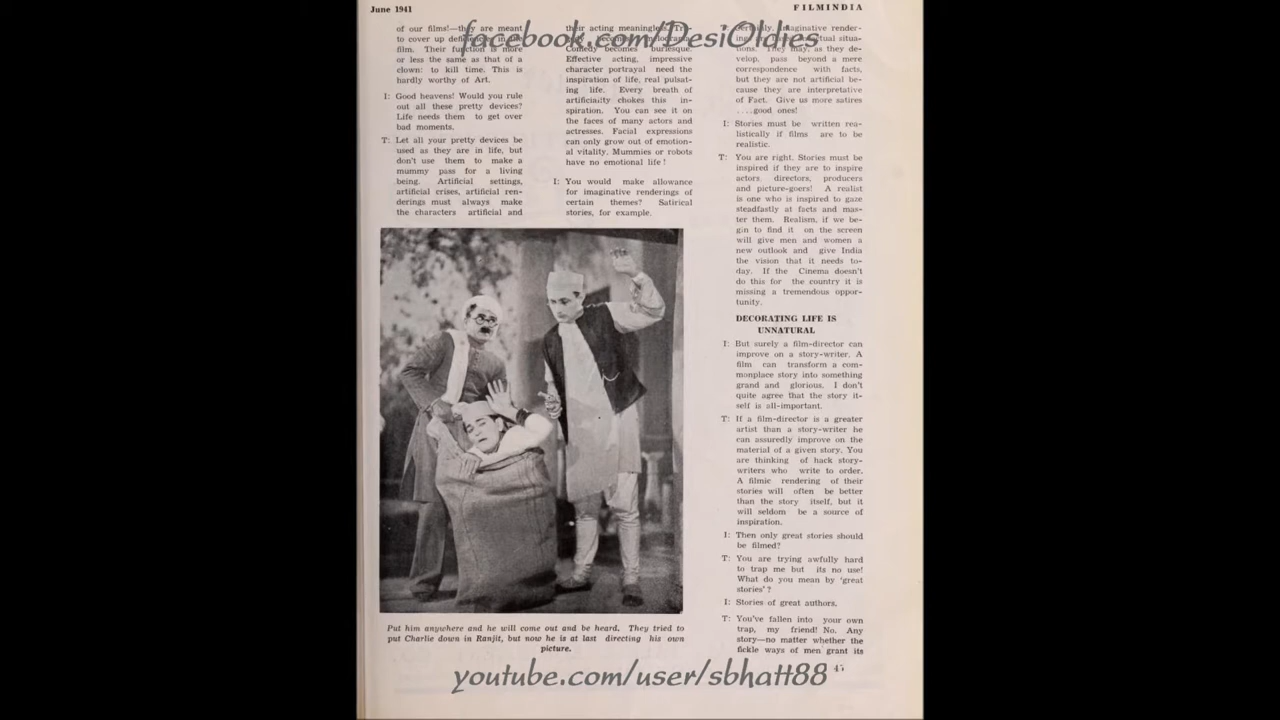 June 1941
FILMINDIA
facebook.com/DesiOldies
of our films!—they are meant
to cover up deficiencies in the
film. Their function is more
or less the same as that of a
clown: to kill time. This is
hardly worthy of Art.
I: Good heavens! Would you rule
out all these pretty devices?
Life needs them to get over
bad moments.
T: Let all your pretty devices be
used as they are in life, but
don't use them to make a
mummy pass for a living
being. Artificial settings,
artificial crises, artificial ren-
derings must always make
the characters artificial and
their acting meaningless.
Comedy becomes burlesque.
Effective acting, impressive
character portrayal need the
inspiration of life, real pulsat-
ing life. Every breath of
artificiailty chokes this in-
spiration. You can see it on
the faces of many actors and
actresses. Facial expressions
can only grow out of emotion-
al vitality. Mummies or robots
have no emotional life!
I: You would make allowance
for imaginative renderings of
certain themes? Satirical
stories, for example.
Put him anywhere and he will come out and be heard. They tried to
put Charlie down in Ranjit, but now he is at last directing his own
picture.
Certainly, imaginative render-
tual situa-
tions. They may, as they de-
velop, pass beyond a mere
correspondence with facts,
but they are not artificial be-
cause they are interpretative
of Fact. Give us more satires
....good ones!
I: Stories must be written rea-
listically if films are to be
realistic.
T: You are right. Stories must be
inspired if they are to inspire
actors directors, producers
and picture-goers! A realist
is one who is inspired to gaze
steadfastly at facts and mas-
ter them. Realism, if we be-
gin to find it on the screen
will give men and women a
new outlook and give India
the vision that it needs to-
day. If the Cinema doesn't
do this for the country it is
missing a tremendous oppor-
tunity.
DECORATING LIFE IS
UNNATURAL
I: But surely a film-director can
improve on a story-writer. A
film can transform a com-
monplace story into something
grand and glorious. I don't
quite agree that the story it-
self is all-important.
T: If a film-director is a greater
artist than a story-writer he
can assuredly improve on the
material of a given story. You
are thinking of hack story-
writers who write to order.
A filmic rendering of their
stories will often be better
than the story itself, but it
will seldom be a source of
inspiration.
I: Then only great stories should
be filmed?
T: You are trying awfully hard
to trap me but its no use!
What do you mean by 'great
stories'?
I: Stories of great authors.
T: You've fallen into your own
trap, my friend! No. Any
story—no matter whether the
fickle ways of men grant its
youtube.com/user/sbhatt88